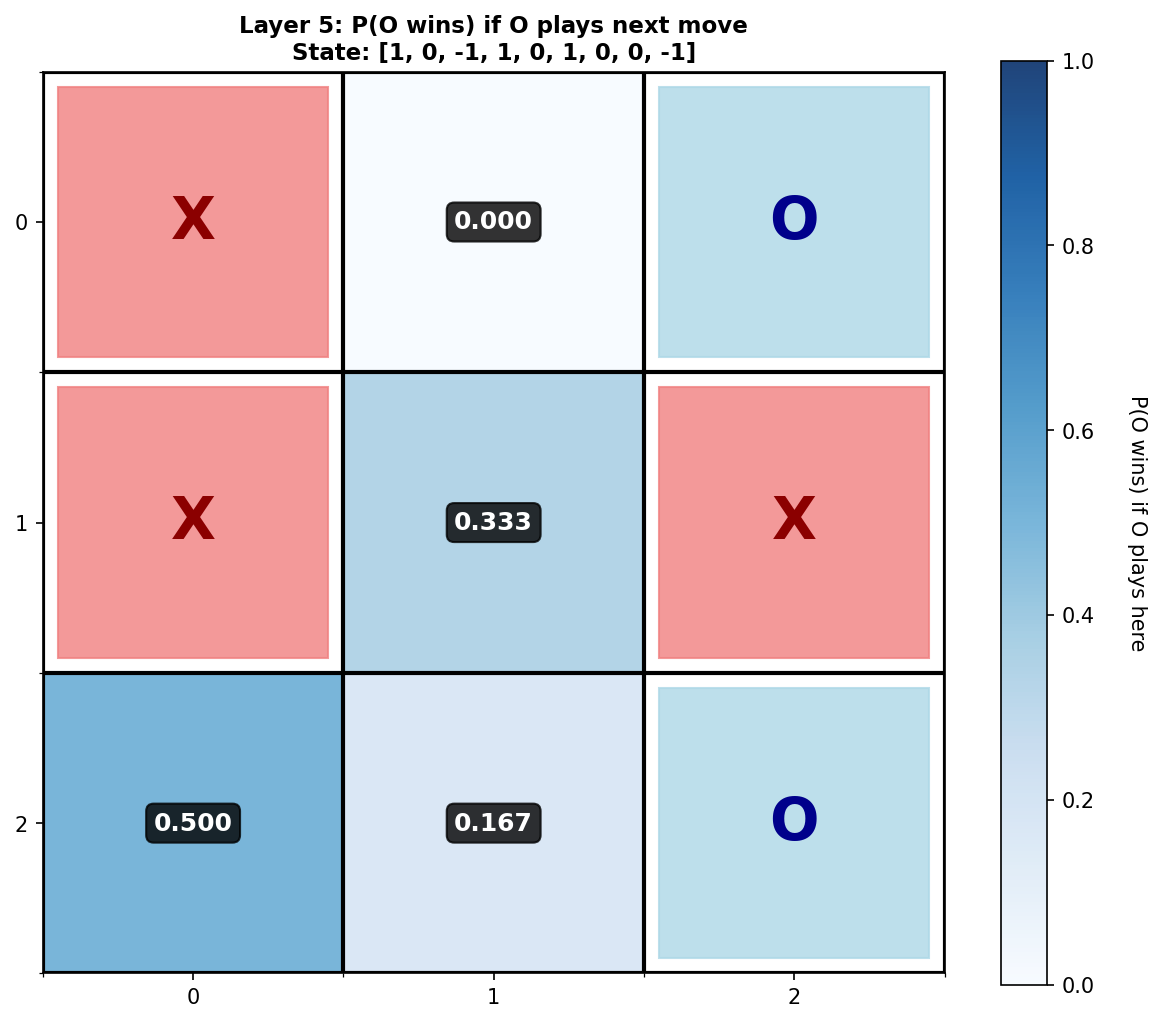 Layer 5: P(O wins) if O plays next move
State: [1, 0, -1, 1, 0, 1, 0, 0, -1]
0
X
0.000
O
1
X
0.333
X
2
0.500
0.167
O
0
1
2
1.0
0.8
0.6
0.4
0.2
0.0
P(O wins) if O plays here